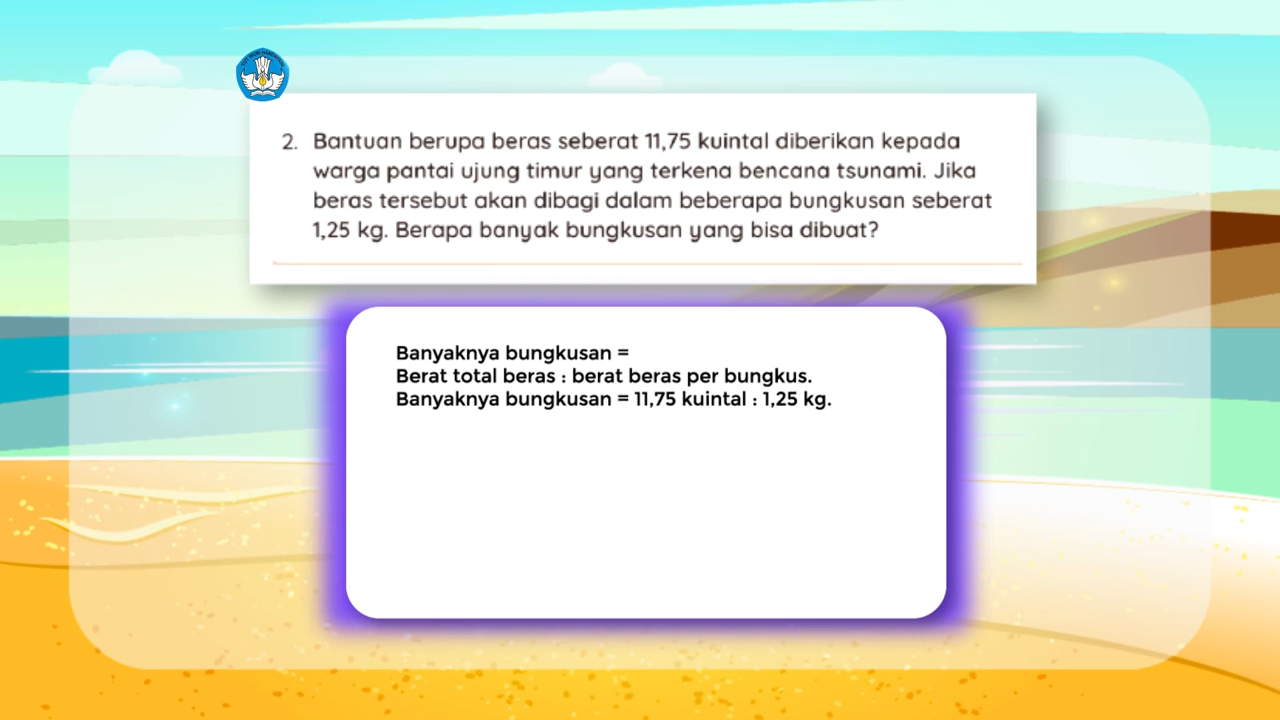 2. Bantuan berupa beras seberat 11,75 kuintal diberikan kepada
warga pantai ujung timur yang terkena bencana tsunami. Jika
beras tersebut akan dibagi dalam beberapa bungkusan seberat
1,25 kg. Berapa banyak bungkusan yang bisa dibuat?
Banyaknya bungkusan =
Berat total beras : berat beras per bungkus.
Banyaknya bungkusan = 11,75 kuintal : 1,25 kg.